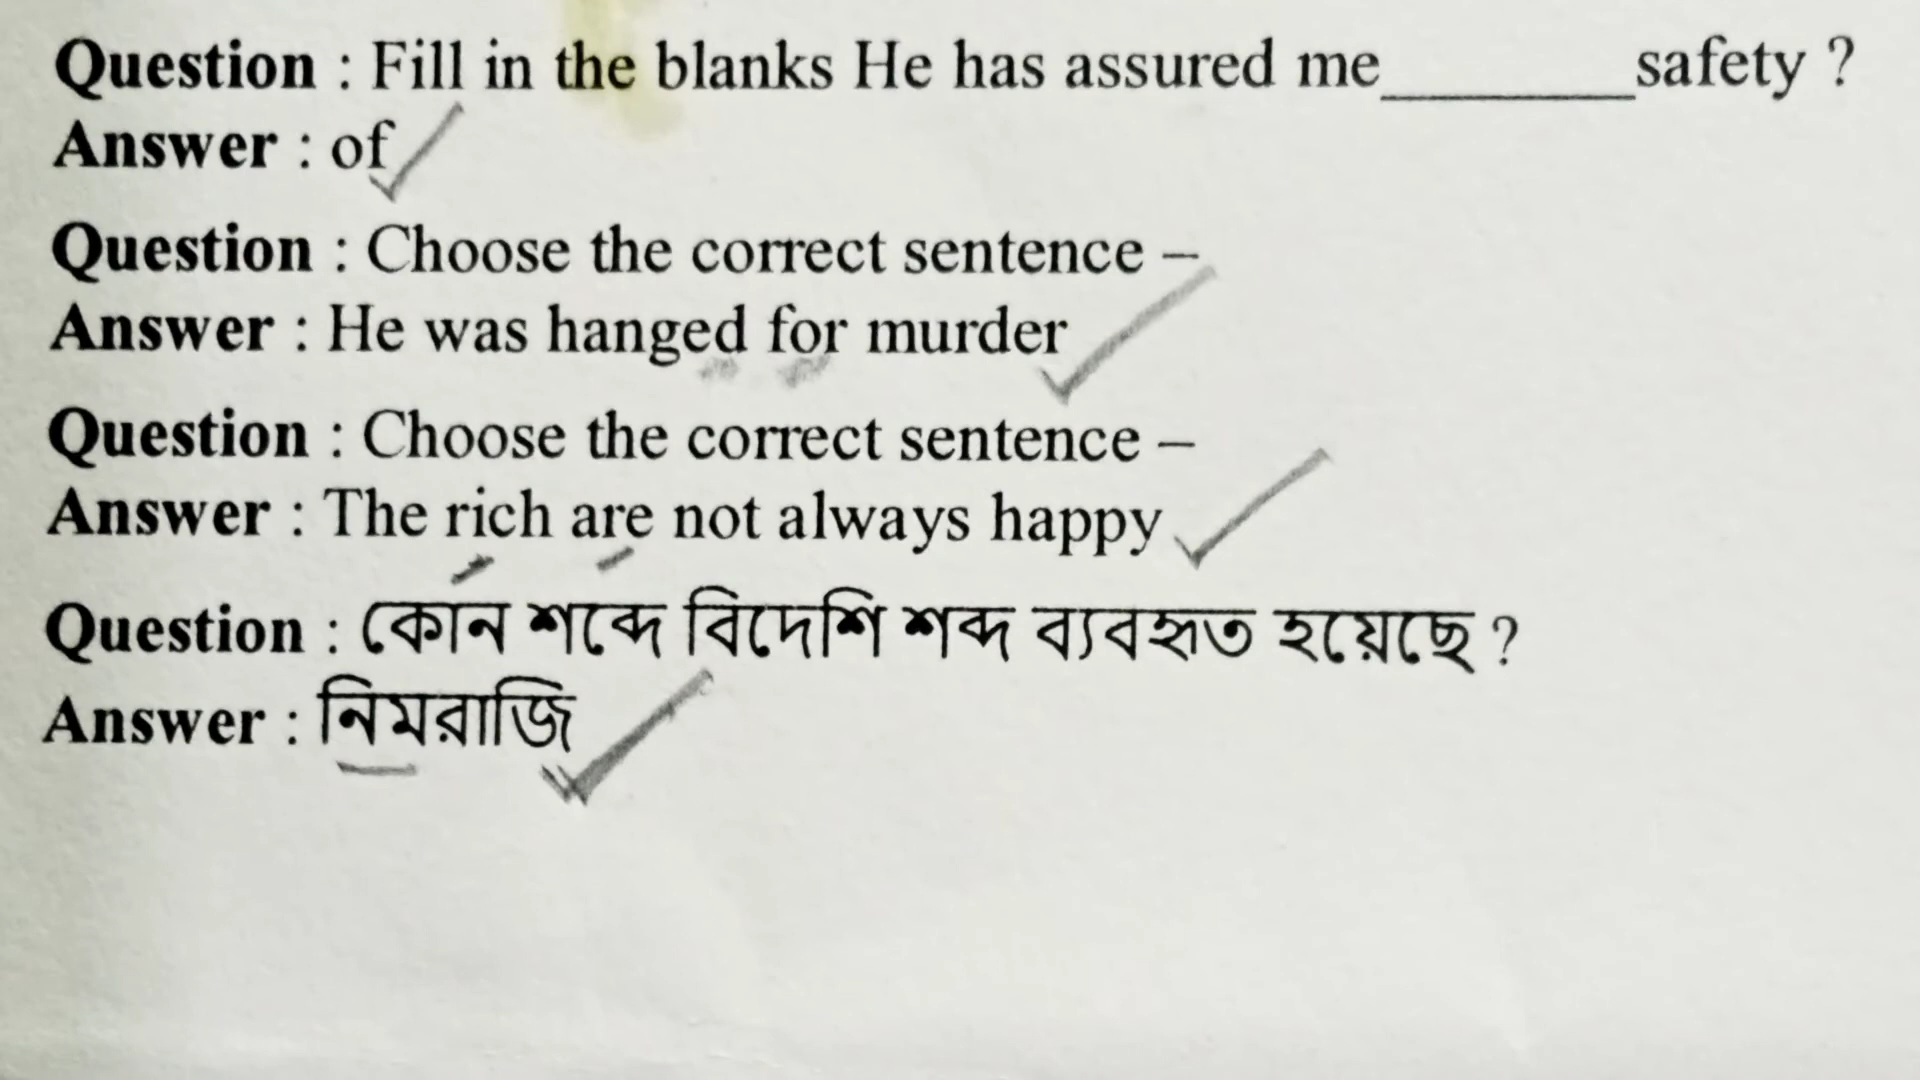 Question : Fill in the blanks He has assured me________safety ?
Answer : of
Question : Choose the correct sentence –
Answer : He was hanged for murder
Question : Choose the correct sentence –
Answer : The rich are not always happy
Question : কোন শব্দে বিদেশি শব্দ ব্যবহৃত হয়েছে ?
Answer : নিমরাজি